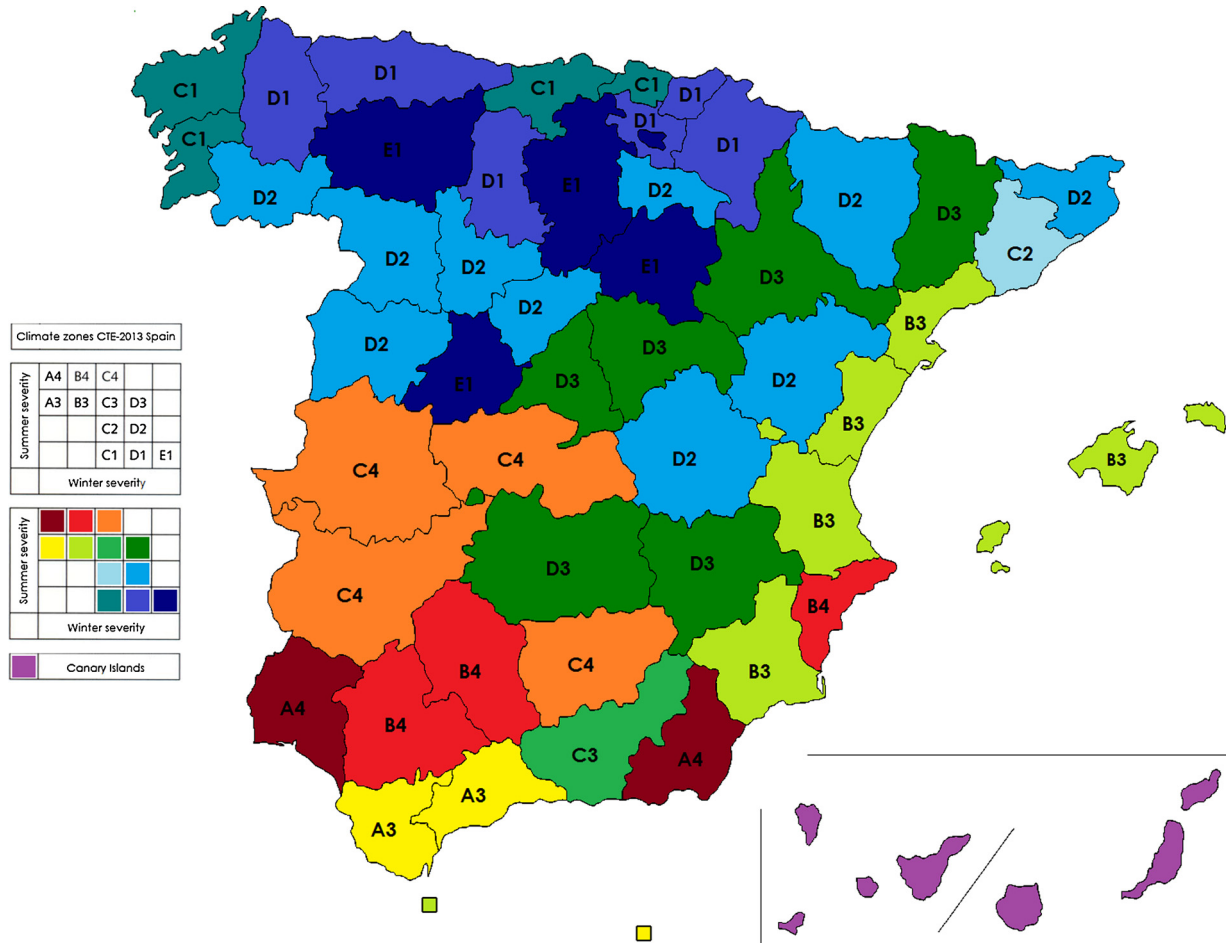 C1 D1 D1 C1 C1 D1
C1 E1 D1 D1
D2 D1 E1 D2 D2 D3 D2
D2 D2 E1 D3 C2
D2 D2 D3 D2 B3
E1 D3 B3
C4 C4 D2 B3
C4 D3 D3 B3
B4
A4 B4 C4 B3
B4 C3 A4
A3 A3
Climate zones CTE-2013 Spain
Summer severity
A4 B4 C4
A3 B3 C3 D3
C2 D2
C1 D1 E1
Winter severity
Summer severity
Winter severity
Canary Islands